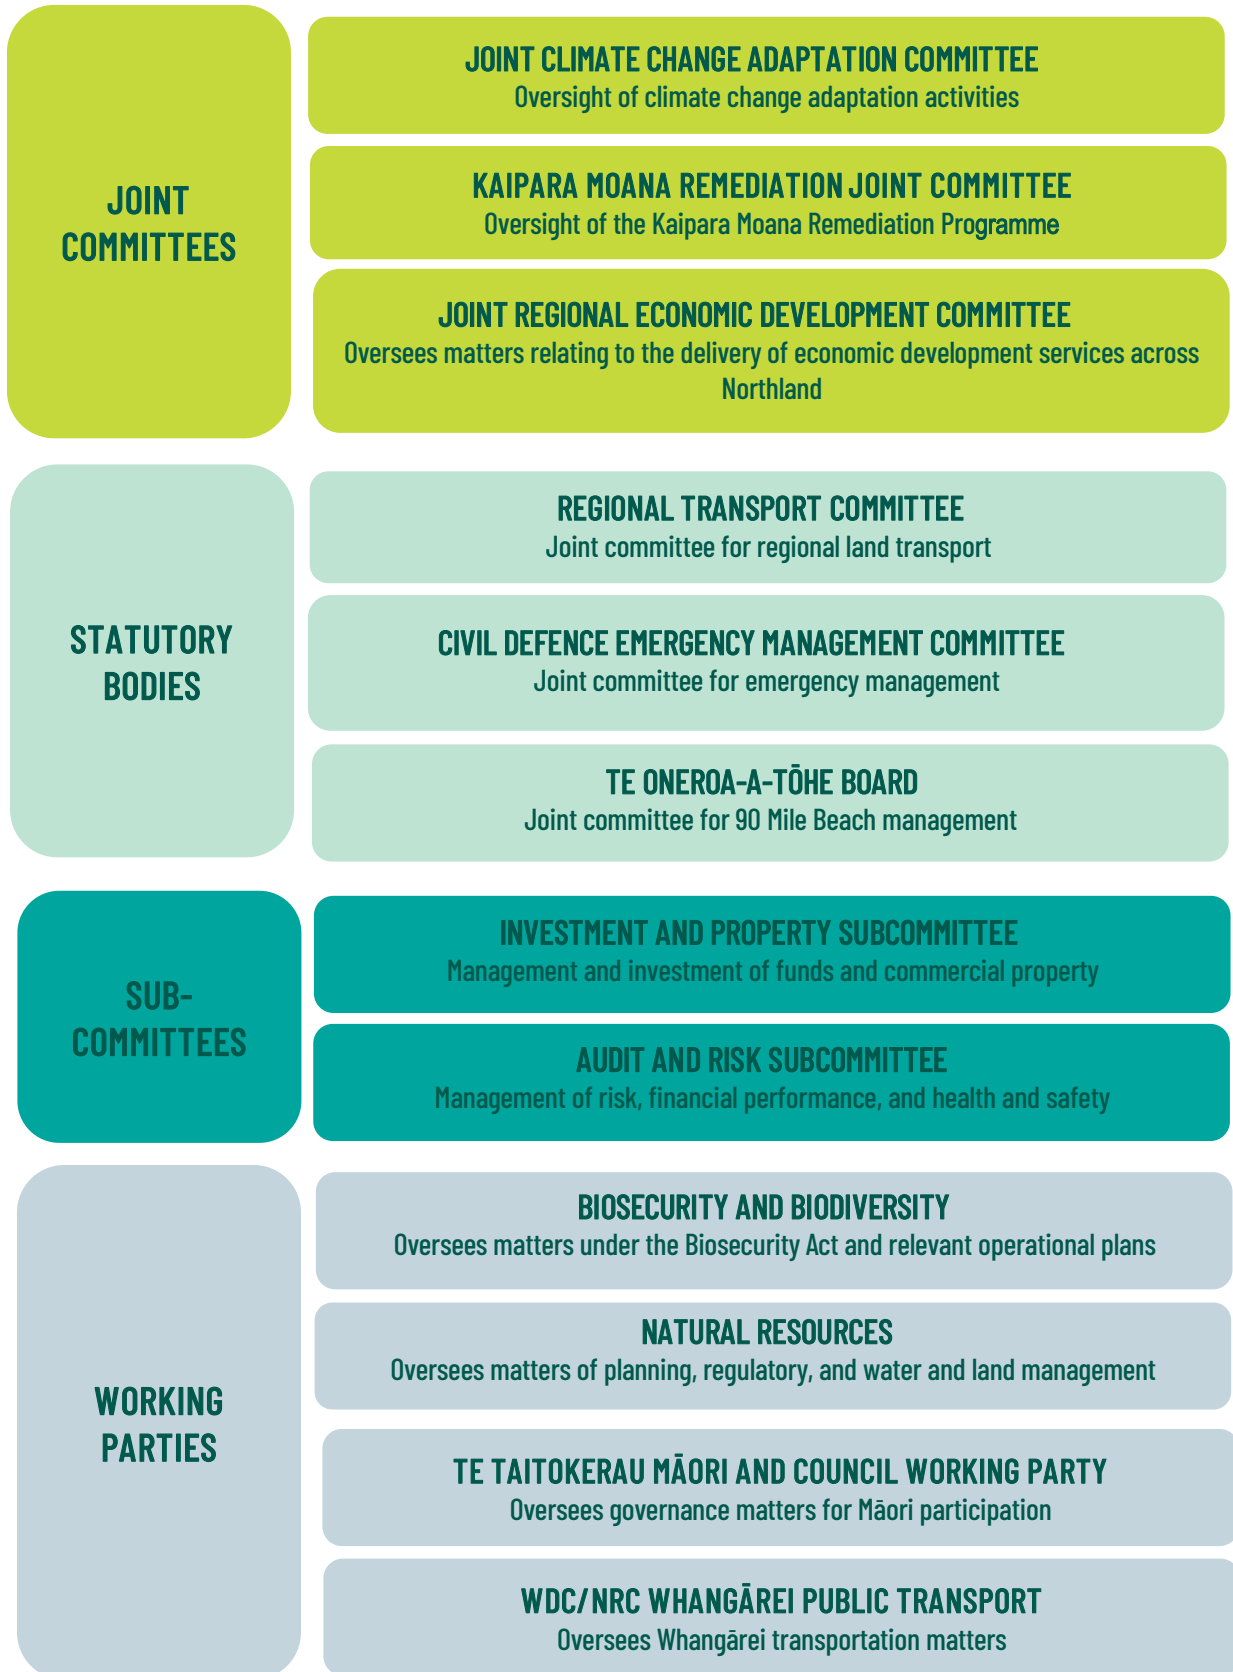 JOINT
COMMITTEES
JOINT CLIMATE CHANGE ADAPTATION COMMITTEE
Oversight of climate change adaptation activities
KAIPARA MOANA REMEDIATION JOINT COMMITTEE
Oversight of the Kaipara Moana Remediation Programme
JOINT REGIONAL ECONOMIC DEVELOPMENT COMMITTEE
Oversees matters relating to the delivery of economic development services across
Northland
STATUTORY
BODIES
REGIONAL TRANSPORT COMMITTEE
Joint committee for regional land transport
CIVIL DEFENCE EMERGENCY MANAGEMENT COMMITTEE
Joint committee for emergency management
TE ONEROA-A-TŌHE BOARD
Joint committee for 90 Mile Beach management
SUB-
COMMITTEES
INVESTMENT AND PROPERTY SUBCOMMITTEE
Management and investment of funds and commercial property
AUDIT AND RISK SUBCOMMITTEE
Management of risk, financial performance, and health and safety
WORKING
PARTIES
BIOSECURITY AND BIODIVERSITY
Oversees matters under the Biosecurity Act and relevant operational plans
NATURAL RESOURCES
Oversees matters of planning, regulatory, and water and land management
TE TAITOKERAU MĀORI AND COUNCIL WORKING PARTY
Oversees governance matters for Māori participation
WDC/NRC WHANGĀREI PUBLIC TRANSPORT
Oversees Whangārei transportation matters